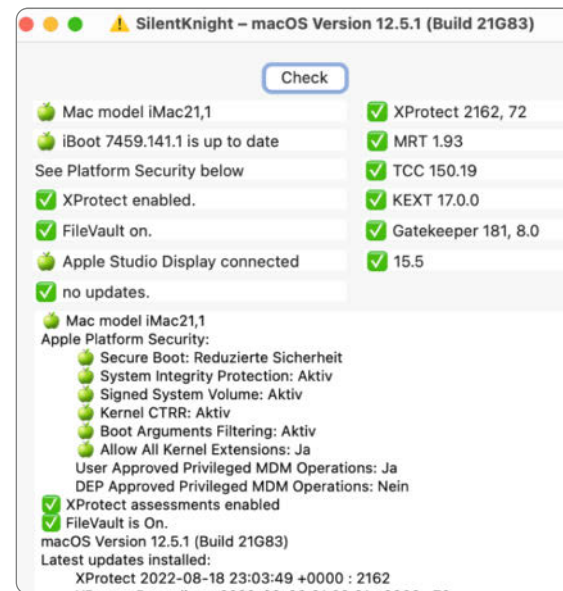 SilentKnight – macOS Version 12.5.1 (Build 21G83)
Check
Mac model iMac21,1
XProtect 2162, 72
iBoot 7459.141.1 is up to date
MRT 1.93
See Platform Security below
TCC 150.19
XProtect enabled.
KEXT 17.0.0
FileVault on.
Gatekeeper 181, 8.0
Apple Studio Display connected
15.5
no updates.
Mac model iMac21,1
Apple Platform Security:
Secure Boot: Reduzierte Sicherheit
System Integrity Protection: Aktiv
Signed System Volume: Aktiv
Kernel CTRR: Aktiv
Boot Arguments Filtering: Aktiv
Allow All Kernel Extensions: Ja
User Approved Privileged MDM Operations: Ja
DEP Approved Privileged MDM Operations: Nein
XProtect assessments enabled
FileVault is On.
macOS Version 12.5.1 (Build 21G83)
Latest updates installed:
XProtect 2022-08-18 23:03:49 +0000 : 2162